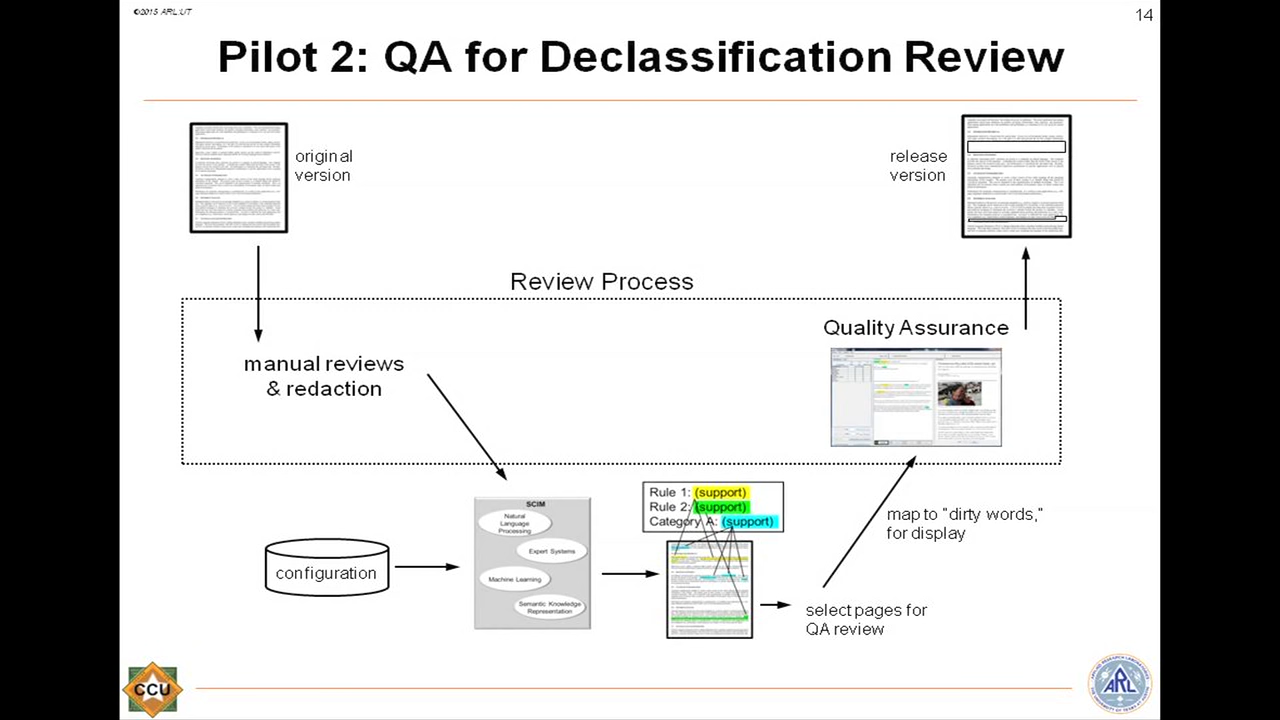 ©2015 ARL:UT
14
Pilot 2: QA for Declassification Review
original
version
release
version
Review Process
Quality Assurance
manual reviews
& redaction
SCIM
Natural
Language
Processing
Expert Systems
Machine Learning
Semantic Knowledge
Representation
configuration
Rule 1: (support)
Rule 2: (support)
Category A: (support)
map to “dirty words,”
for display
select pages for
QA review
CCU
ARL